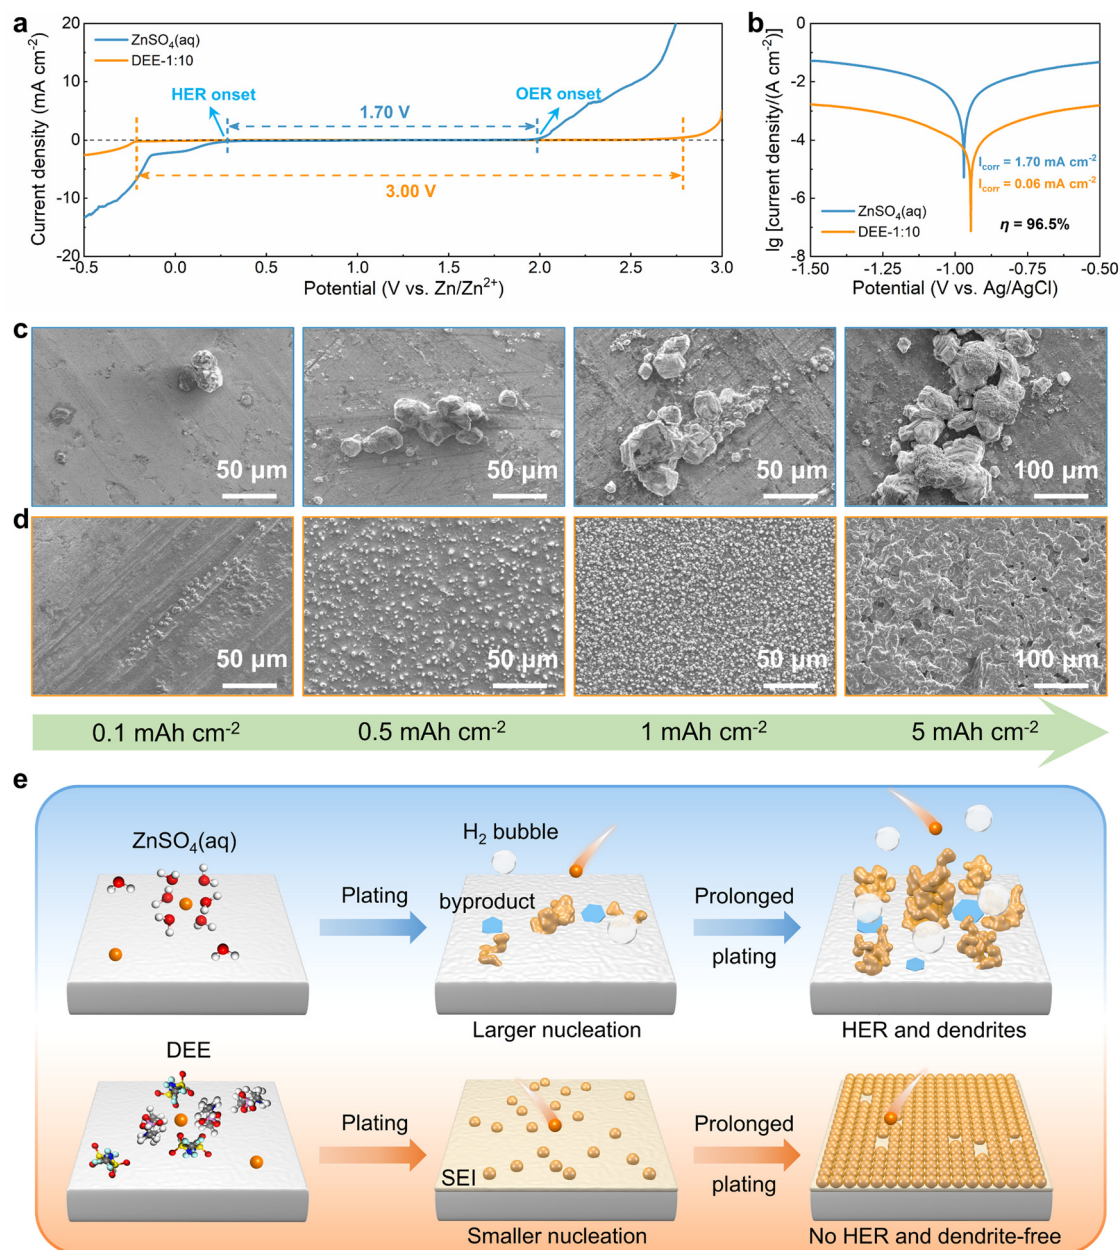 a
20
10
0
-10
-20
Current density (mA cm-2)
ZnSO4(aq)
DEE-1:10
HER onset
OER onset
1.70 V
3.00 V
-0.5 0.0 0.5 1.0 1.5 2.0 2.5 3.0
Potential (V vs. Zn/Zn2+)
b
0
-2
-4
-6
-8
lg [current density/(A cm-2)]
Icorr = 1.70 mA cm-2
Icorr = 0.06 mA cm-2
ZnSO4(aq)
DEE-1:10
η = 96.5%
-1.50 -1.25 -1.00 -0.75 -0.50
Potential (V vs. Ag/AgCl)
c
50 μm
50 μm
50 μm
100 μm
d
50 μm
50 μm
50 μm
100 μm
0.1 mAh cm-2
0.5 mAh cm-2
1 mAh cm-2
5 mAh cm-2
e
ZnSO4(aq)
Plating
H2 bubble
byproduct
Larger nucleation
Prolonged
plating
HER and dendrites
DEE
Plating
SEI
Smaller nucleation
Prolonged
plating
No HER and dendrite-free